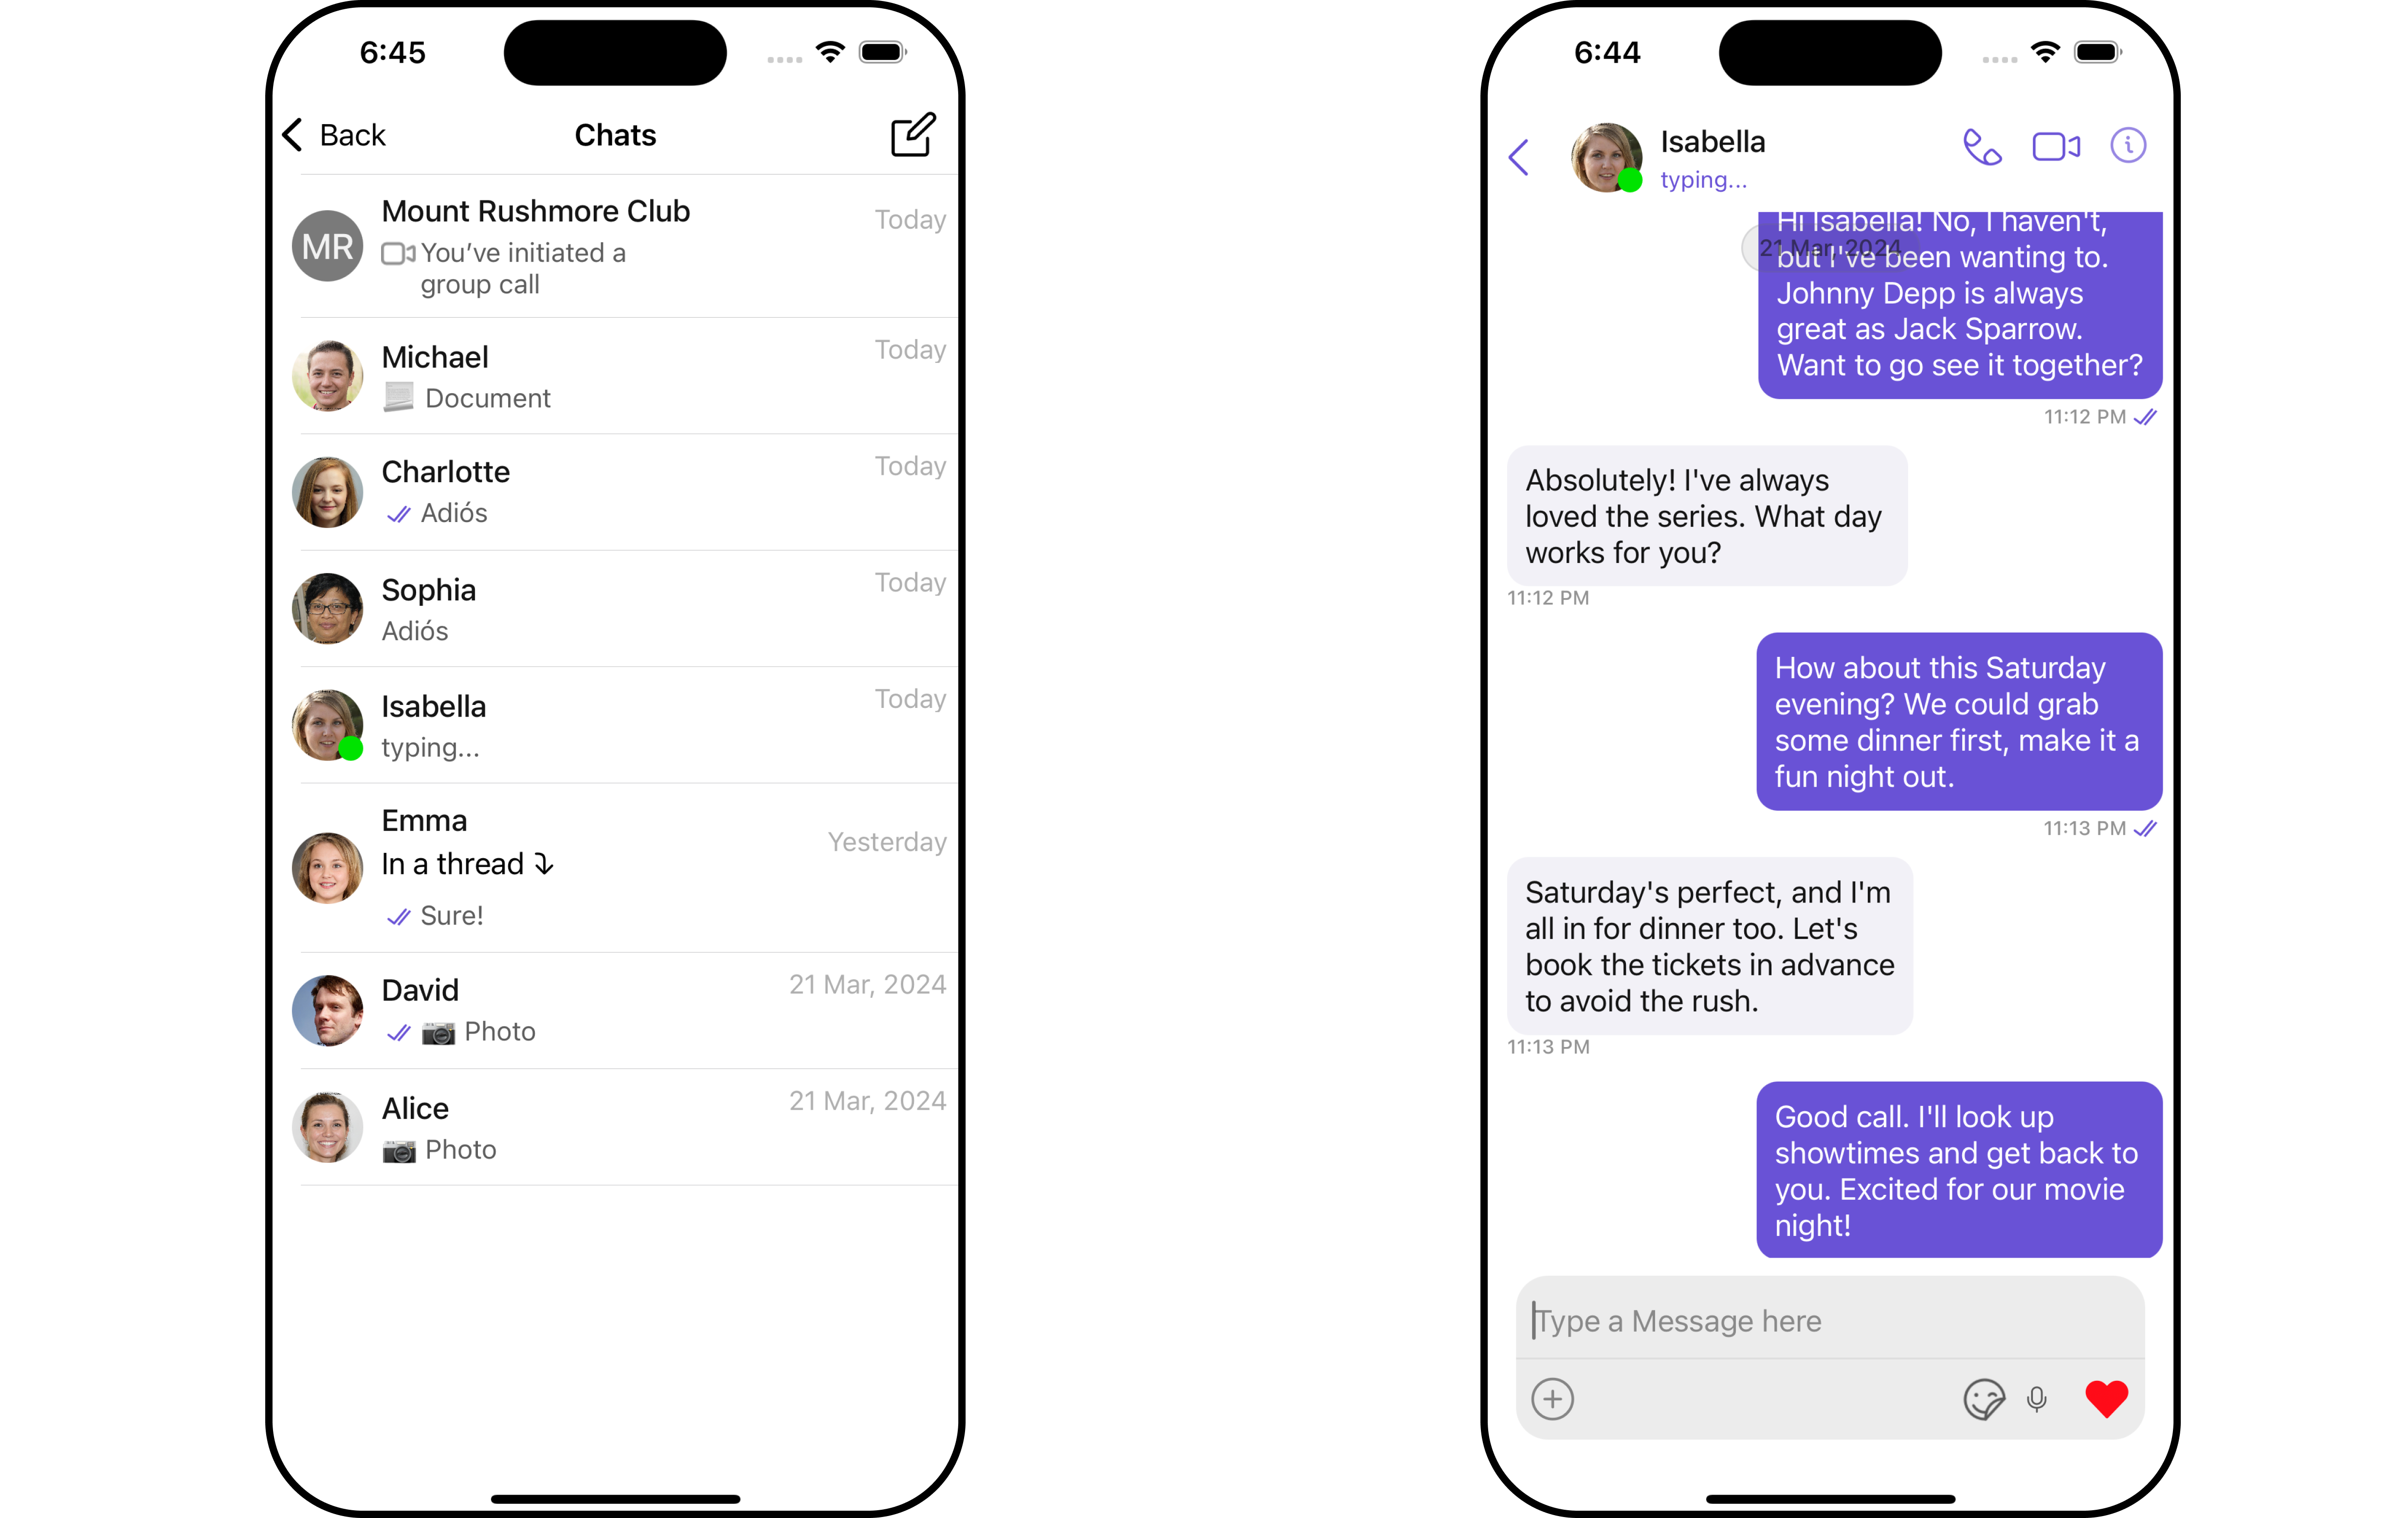 6:45
Back
Chats
Mount Rushmore Club
Today
MR
You’ve initiated a
group call
Michael
Today
Document
Charlotte
Today
Adiós
Sophia
Today
Adiós
Isabella
Today
typing...
Emma
Yesterday
In a thread
Sure!
David
21 Mar, 2024
Photo
Alice
21 Mar, 2024
Photo
6:44
Isabella
typing...
Hi Isabella! No, I haven't,
21 Mar, 2024
but I've been wanting to.
Johnny Depp is always
great as Jack Sparrow.
Want to go see it together?
11:12 PM
Absolutely! I've always
loved the series. What day
works for you?
11:12 PM
How about this Saturday
evening? We could grab
some dinner first, make it a
fun night out.
11:13 PM
Saturday's perfect, and I'm
all in for dinner too. Let's
book the tickets in advance
to avoid the rush.
11:13 PM
Good call. I'll look up
showtimes and get back to
you. Excited for our movie
night!
Type a Message here